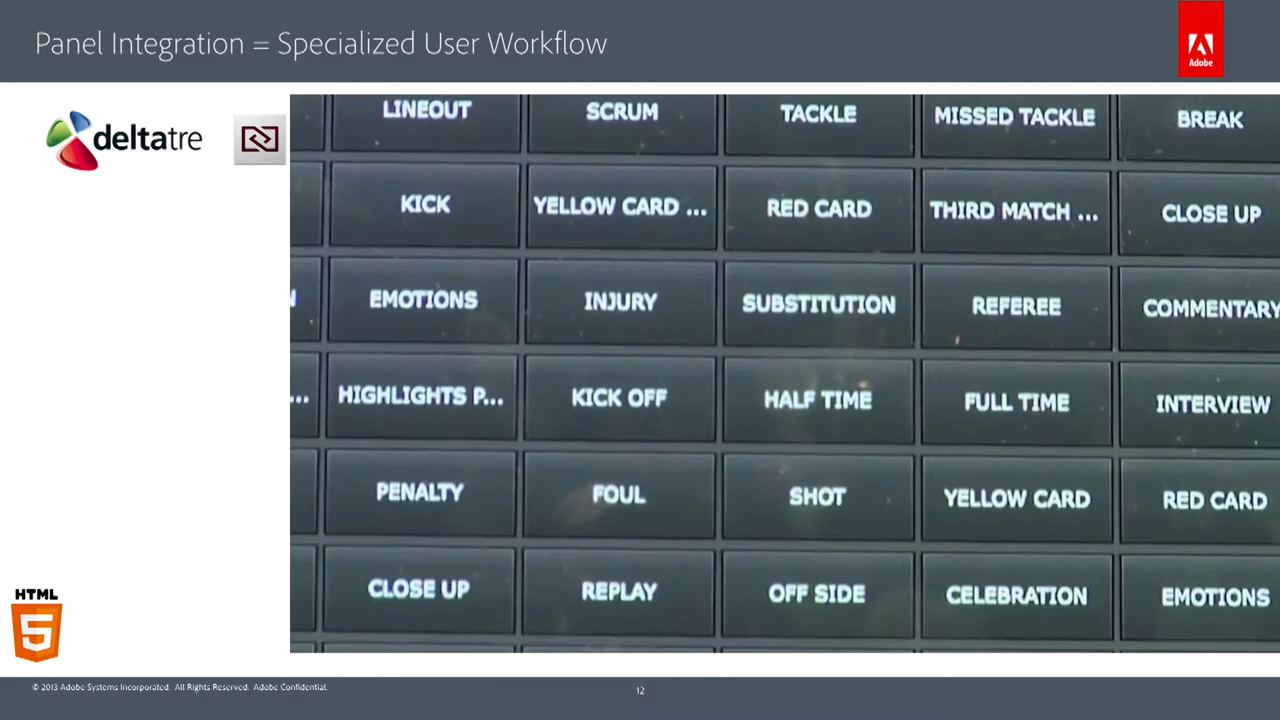 Panel Integration = Specialized User Workflow
Adobe
deltatre
LINEOUT SCRUM TACKLE MISSED TACKLE BREAK
KICK YELLOW CARD ... RED CARD THIRD MATCH ... CLOSE UP
EMOTIONS INJURY SUBSTITUTION REFEREE COMMENTARY
... HIGHLIGHTS P... KICK OFF HALF TIME FULL TIME INTERVIEW
PENALTY FOUL SHOT YELLOW CARD RED CARD
CLOSE UP REPLAY OFF SIDE CELEBRATION EMOTIONS
HTML
5
© 2013 Adobe Systems Incorporated. All Rights Reserved. Adobe Confidential.
12